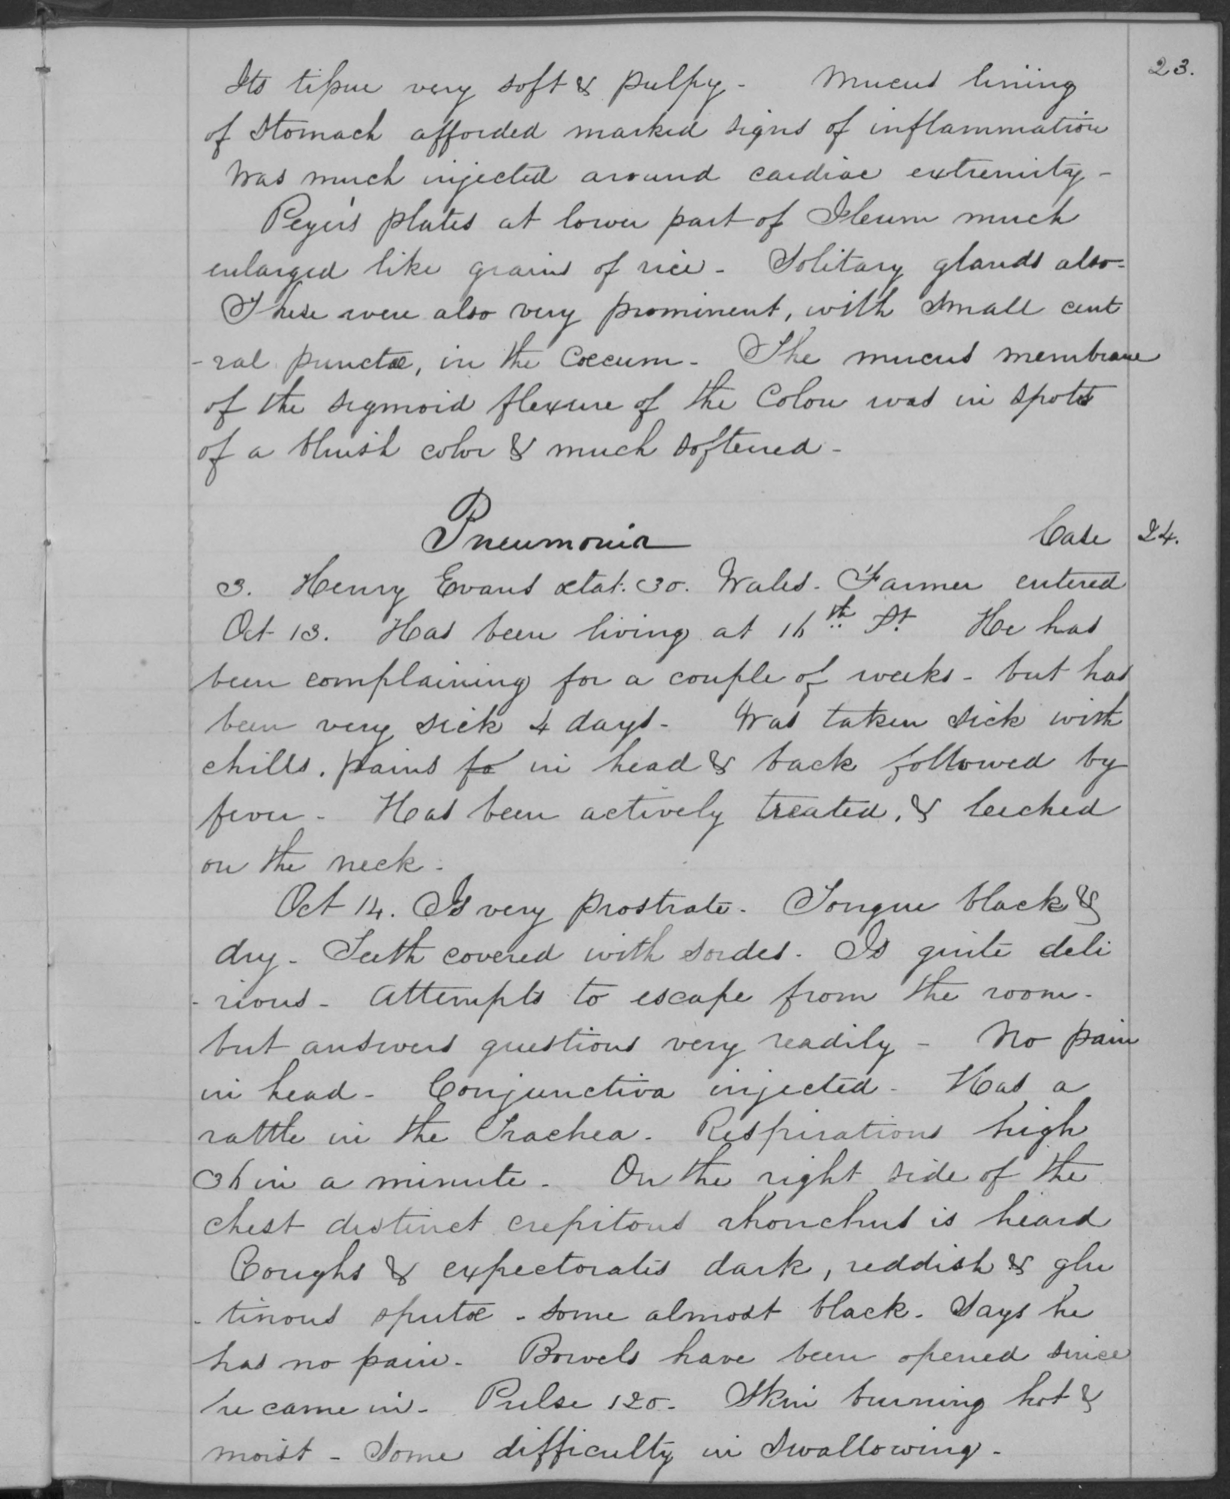 23.
Its tissue very soft & pulpy - Mucus lining
of Stomach afforded marked signs of inflammation
Was much injected around cardiac extremity -
Peyer's plates at lower part of Ileum much
enlarged like grains of rice - Solitary glands also -
These were also very prominent, with small cent
-ral punctæ, in the Cœcum - The mucus membrane
of the sigmoid flexure of the Colon was in spots
of a bluish color & much softened -
Pneumonia Case 24.
3. Henry Evans ætat: 30. Wales - Farmer entered
Oct 13. Has been living at 16th St. He has
been complaining for a couple of weeks - but has
been very sick 4 days - Was taken sick with
chills, pains fo in head & back followed by
fever - Has been actively treated, & leeched
on the neck -
Oct 14. Is very prostrate - Tongue black &
dry - Teeth covered with sordes - Is quite deli
-rious - Attempts to escape from the room -
but answers questions very readily - No pain
in head - Conjunctiva injected - Has a
rattle in the Trachea - Respirations high
36 in a minute - On the right side of the
chest distinct crepitous rhonchus is heard
Coughs & expectorates dark, reddish & glu
-tinous sputæ - some almost black - Says he
has no pain - Bowels have been opened since
he came in - Pulse 120 - Skin burning hot &
moist - Some difficulty in swallowing -